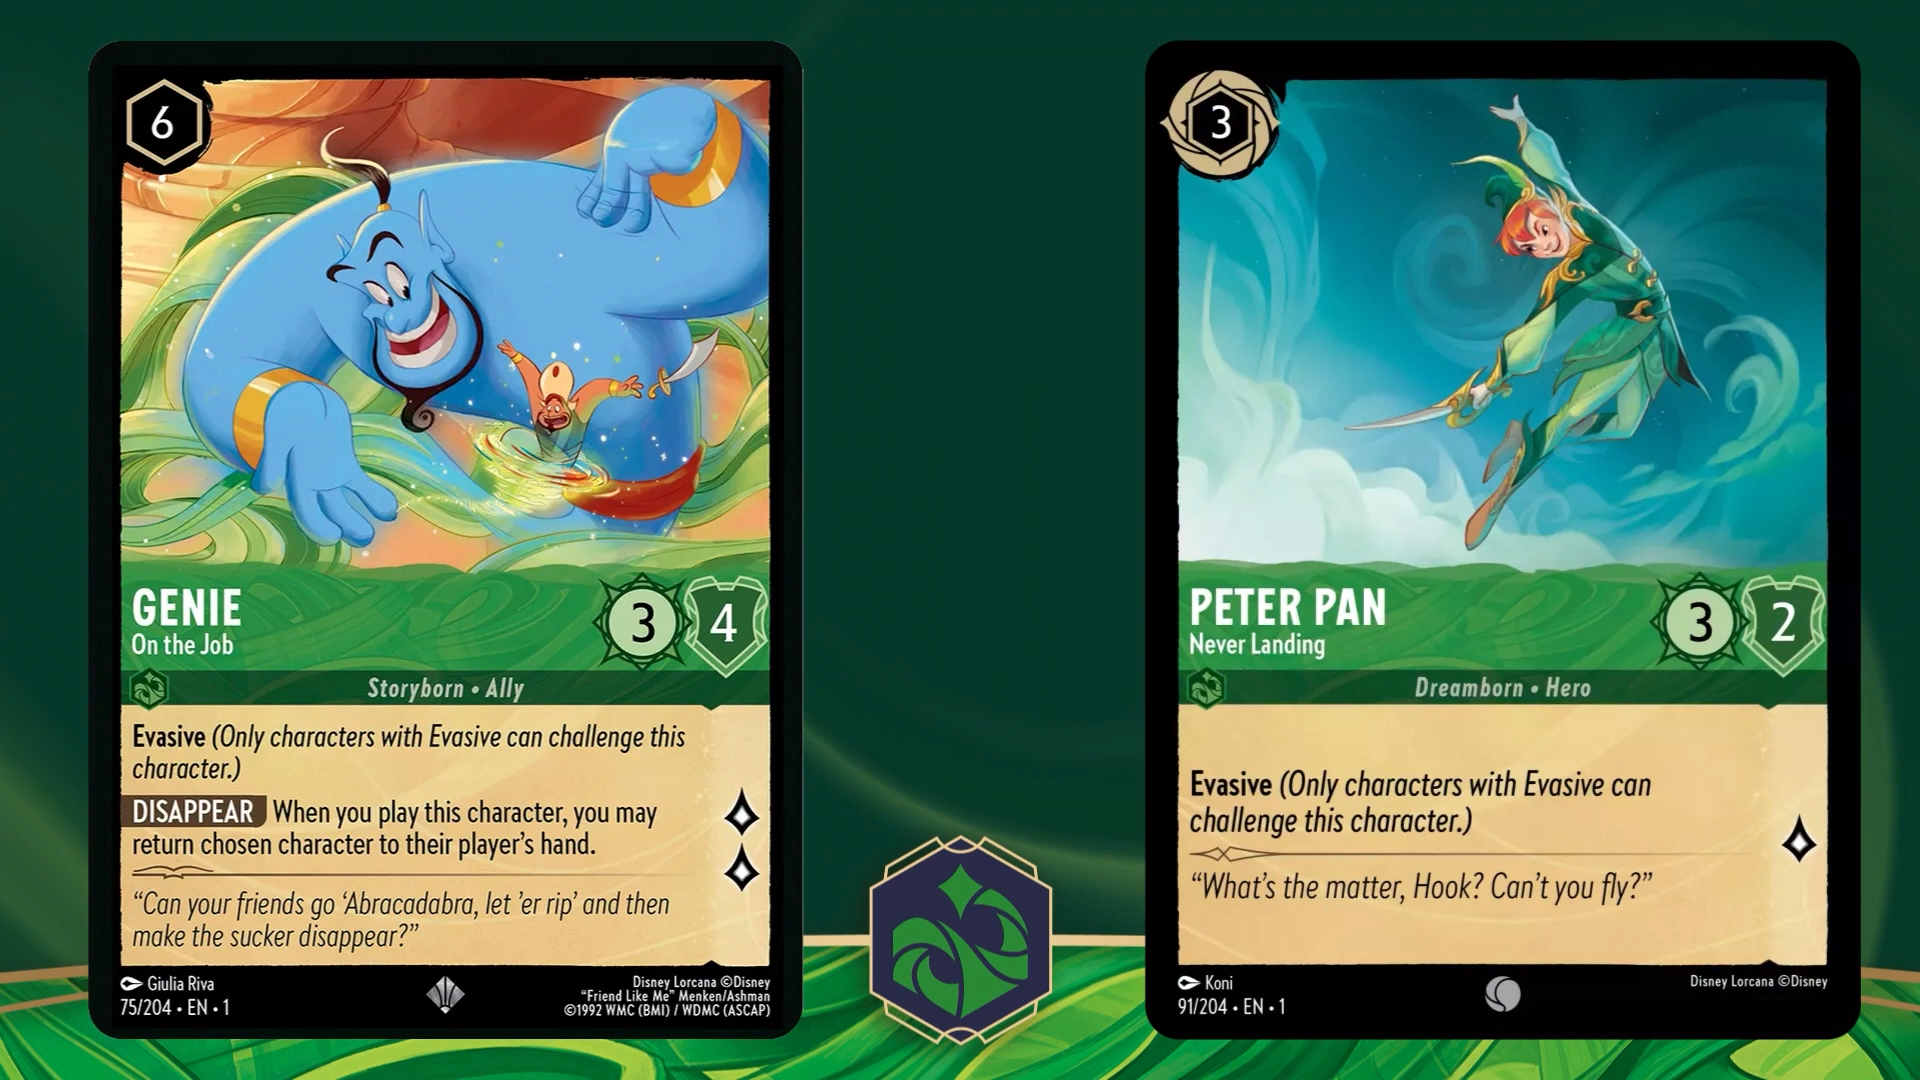 6
GENIE
On the Job
3
4
Storyborn • Ally
Evasive (Only characters with Evasive can challenge this
character.)
DISAPPEAR When you play this character, you may
return chosen character to their player's hand.
“Can your friends go ‘Abracadabra, let ’er rip’ and then
make the sucker disappear?”
Giulia Riva
75/204 • EN • 1
Disney Lorcana ©Disney
“Friend Like Me” Menken/Ashman
©1992 WMC (BMI) / WDMC (ASCAP)
3
PETER PAN
Never Landing
3
2
Dreamborn • Hero
Evasive (Only characters with Evasive can
challenge this character.)
“What’s the matter, Hook? Can’t you fly?”
Koni
91/204 • EN • 1
Disney Lorcana ©Disney